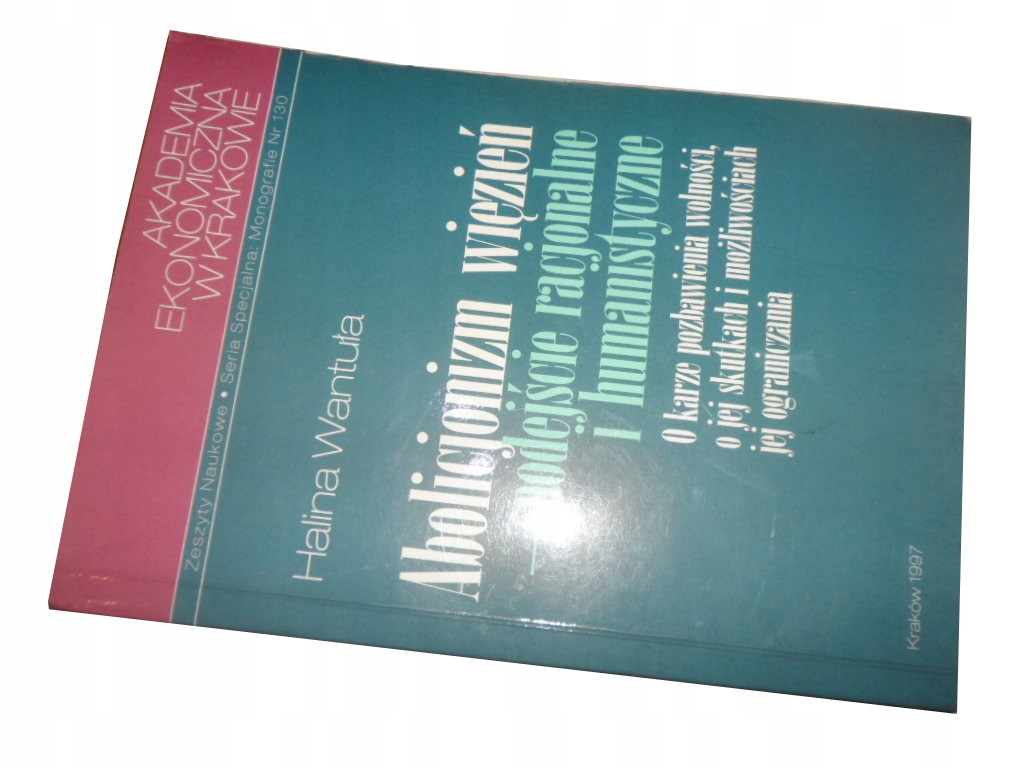 AKADEMIA
EKONOMICZNA
W KRAKOWIE
Zeszyty Naukowe • Seria Specjalna: Monografie Nr 130
Halina Wantuła
Abolicjonizm więzień
– podejście racjonalne
i humanistyczne
O karze pozbawienia wolności,
o jej skutkach i możliwościach
jej ograniczania
Kraków 1997